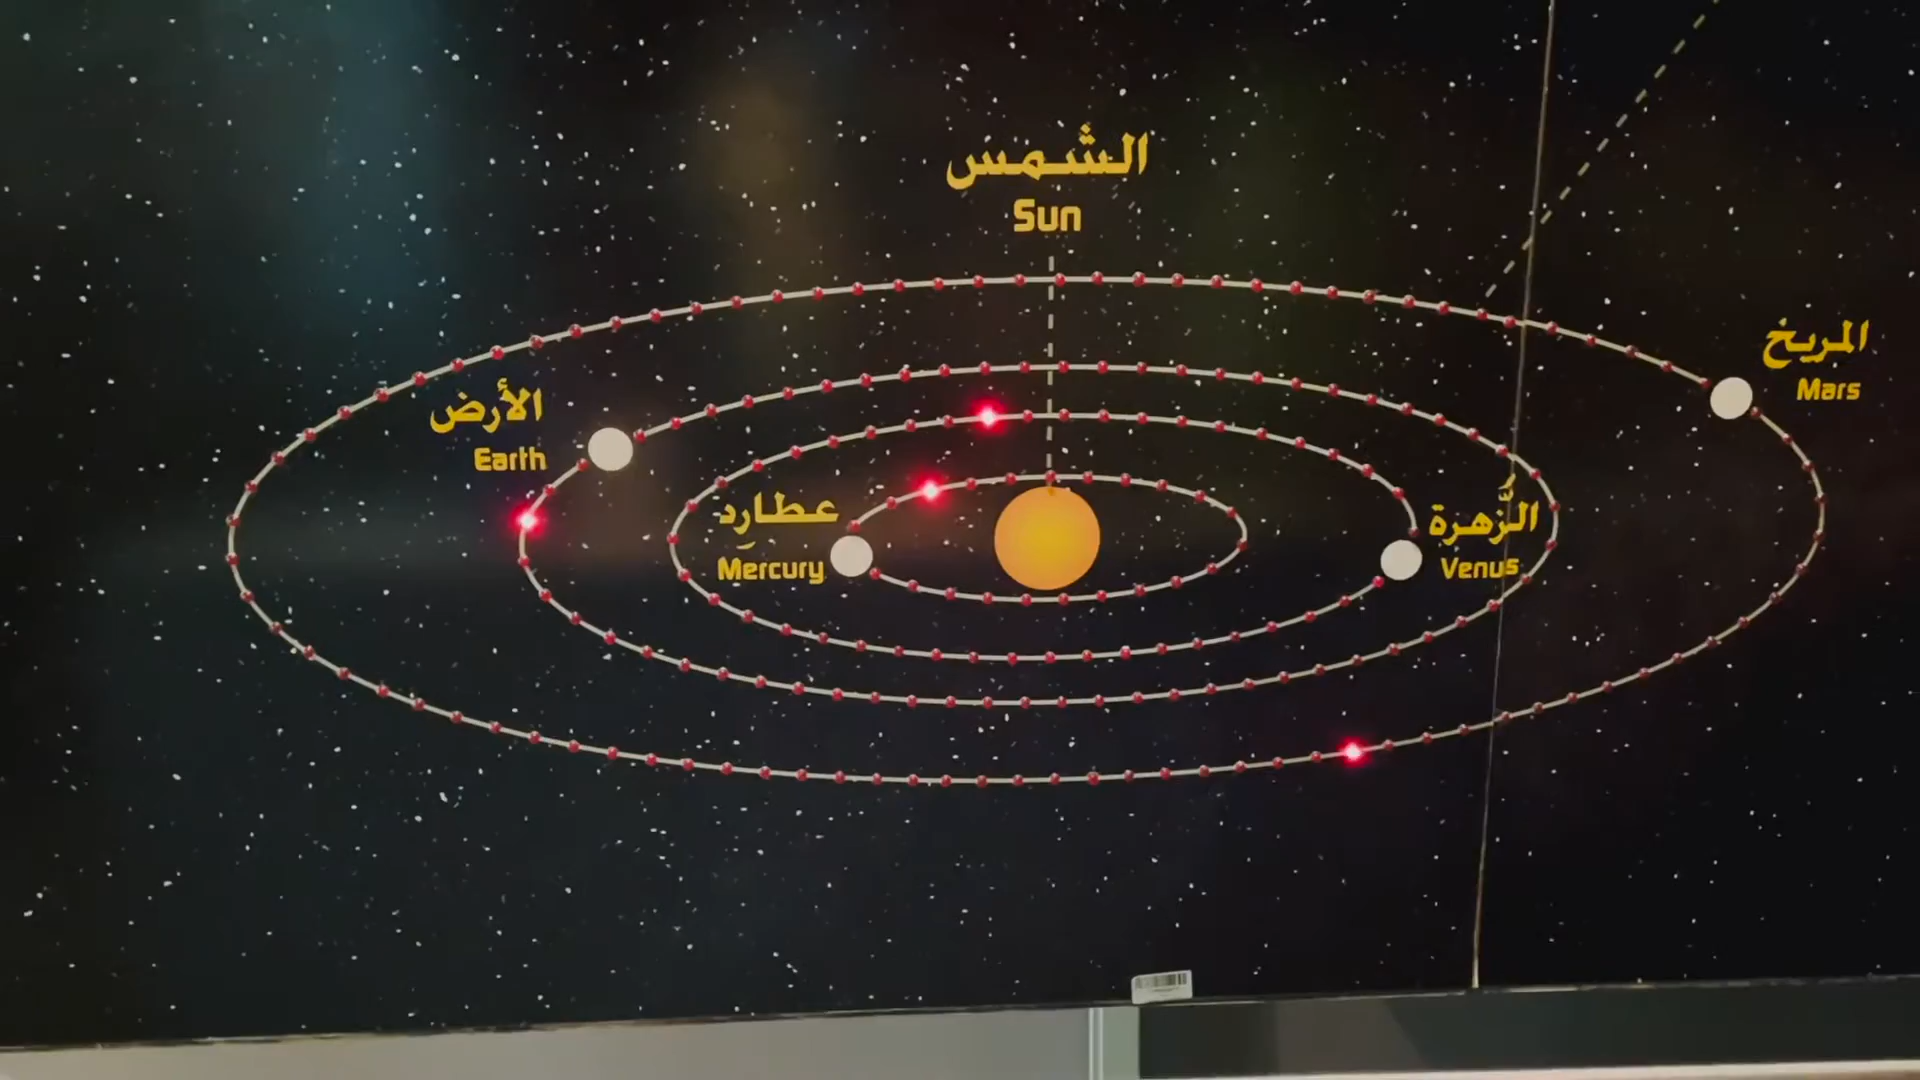 الشمس
Sun
المريخ
Mars
الأرض
Earth
عطارِد
Mercury
الزَّهرة
Venus